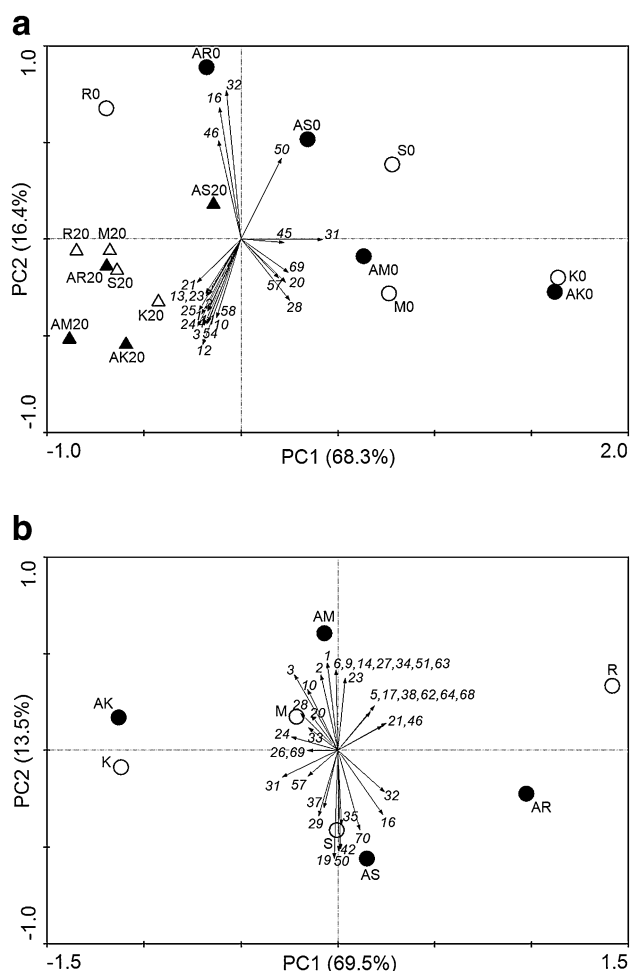 a
1.0
AR0
32
R0
16
AS0
46
50
S0
AS20
45
31
R20
M20
69
AR20
S20
21
57
20
AM0
K0
13,23
28
M0
AK0
K20
25
58
24
10
AM20
3
54
AK20
12
PC2 (16.4%)
-1.0
-1.0
PC1 (68.3%)
2.0
b
1.0
AM
1
6,9,14,27,34,51,63
R
3
2
23
10
5,17,38,62,64,68
AK
28
M
20
21,46
24
33
K
26,69
31
57
32
37
AR
29
35
16
S
70
42
19
50
AS
PC2 (13.5%)
-1.0
-1.5
PC1 (69.5%)
1.5